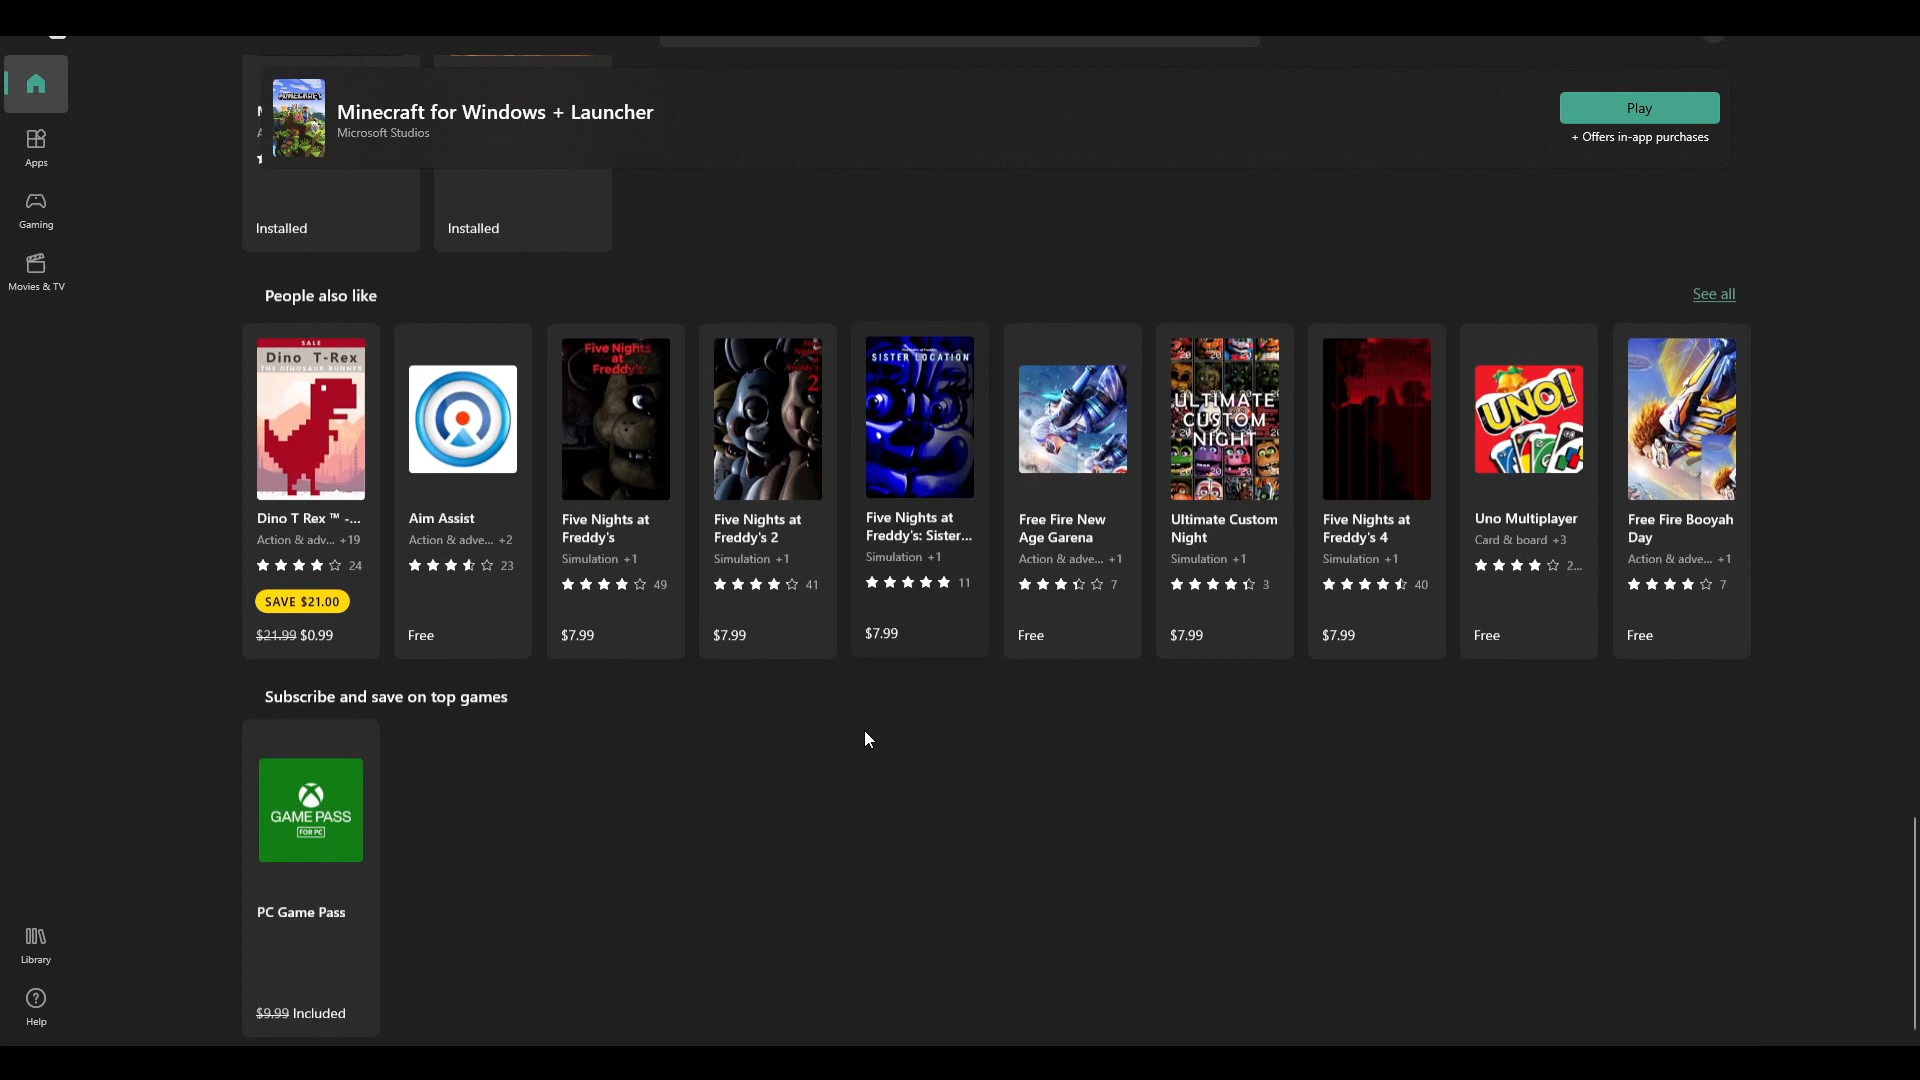 Minecraft for Windows + Launcher
Microsoft Studios
Play
+ Offers in-app purchases
Apps
Gaming
Movies & TV
Installed
Installed
People also like
See all
SALE
Dino T-Rex
THE DINOSAUR RUNNER
Dino T Rex ™ -...
Action & adv... +19
24
SAVE $21.00
$21.99 $0.99
Aim Assist
Action & adve... +2
23
Free
Five Nights
at
Freddy's
Five Nights at
Freddy's
Simulation +1
49
$7.99
Five Nights at
Freddy's 2
Simulation +1
41
$7.99
SISTER LOCATION
Five Nights at
Freddy's: Sister...
Simulation +1
11
$7.99
Free Fire New
Age Garena
Action & adve... +1
7
Free
ULTIMATE
CUSTOM
NIGHT
Ultimate Custom
Night
Simulation +1
3
$7.99
Five Nights at
Freddy's 4
Simulation +1
40
$7.99
UNO!
Uno Multiplayer
Card & board +3
2...
Free
Free Fire Booyah
Day
Action & adve... +1
7
Free
Subscribe and save on top games
GAME PASS
FOR PC
PC Game Pass
$9.99 Included
Library
Help